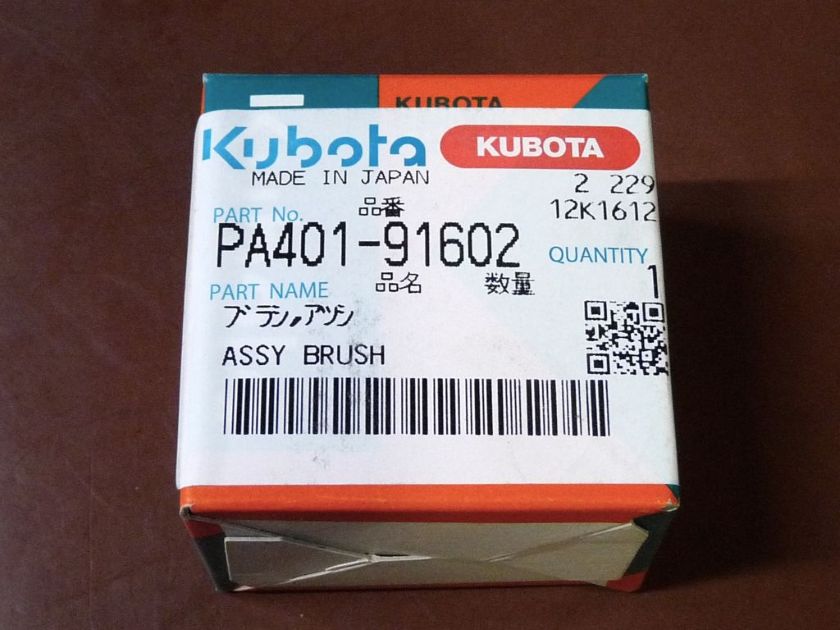 KUBOTA
Kubota KUBOTA
MADE IN JAPAN 2 229
PART No. 品番 12K1612
PA401-91602 QUANTITY
PART NAME 品名 数量 1
ブラシ,アツシ
ASSY BRUSH